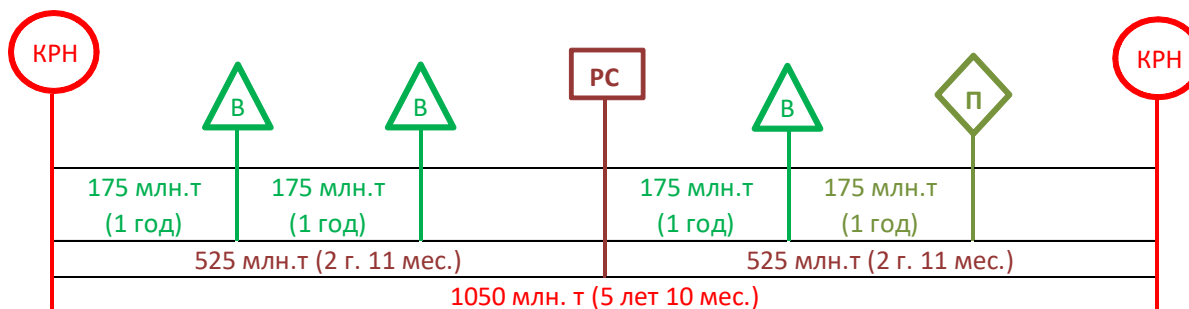 КРН
В
В
РС
В
П
КРН
175 млн.т
(1 год)
175 млн.т
(1 год)
175 млн.т
(1 год)
175 млн.т
(1 год)
525 млн.т (2 г. 11 мес.)
525 млн.т (2 г. 11 мес.)
1050 млн. т (5 лет 10 мес.)